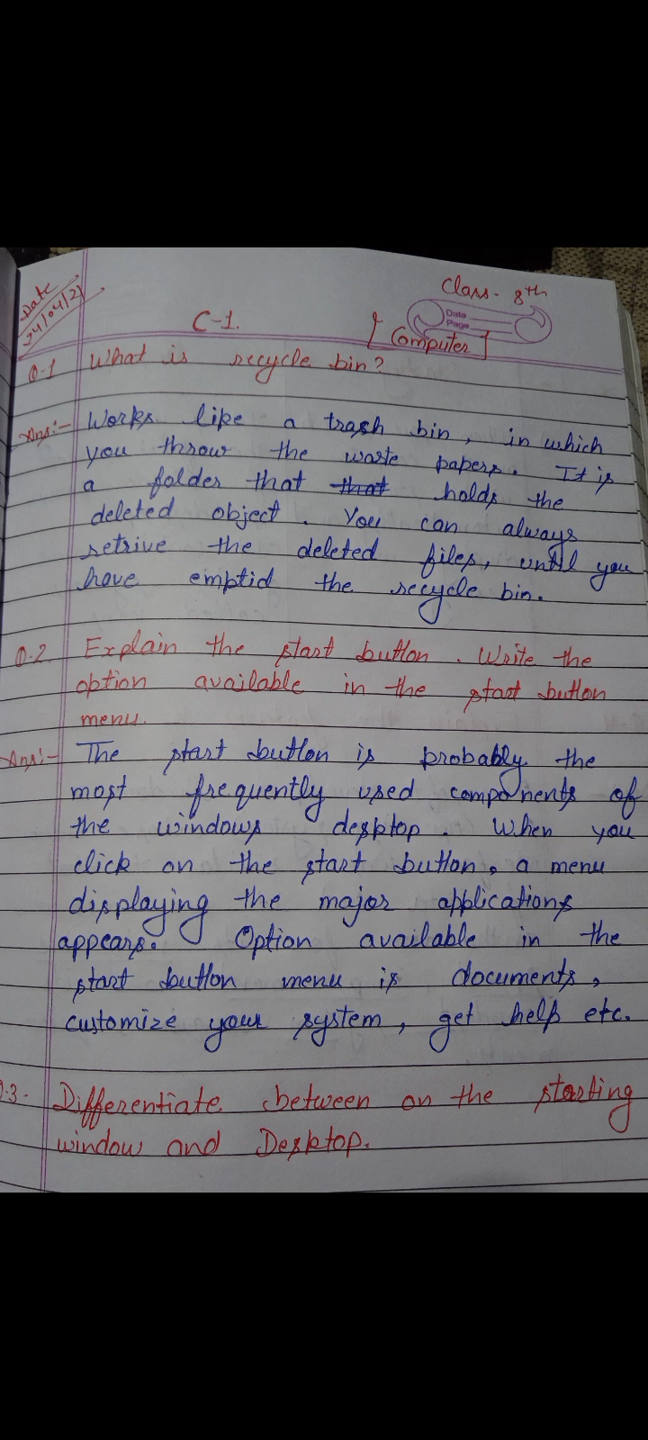 Class- 8th
Date
C-1.
Data
Page
[Computer]
Q.1 What is recycle bin?
Ans:- Works like a trash bin, in which
you throw the waste papers. It is
a folder that that holds the
deleted object. You can always
retrive the deleted files, until you
have emptid the recycle bin.
Q.2. Explain the start button. Write the
option available in the start button
menu.
Ans:- The start button is probably the
most frequently used components of
the windows desktop. When you
click on the start button, a menu
displaying the major applications
appears. Option available in the
start button menu is documents,
customize your system, get help etc.
.3. Differentiate between on the starting
window and Desktop.